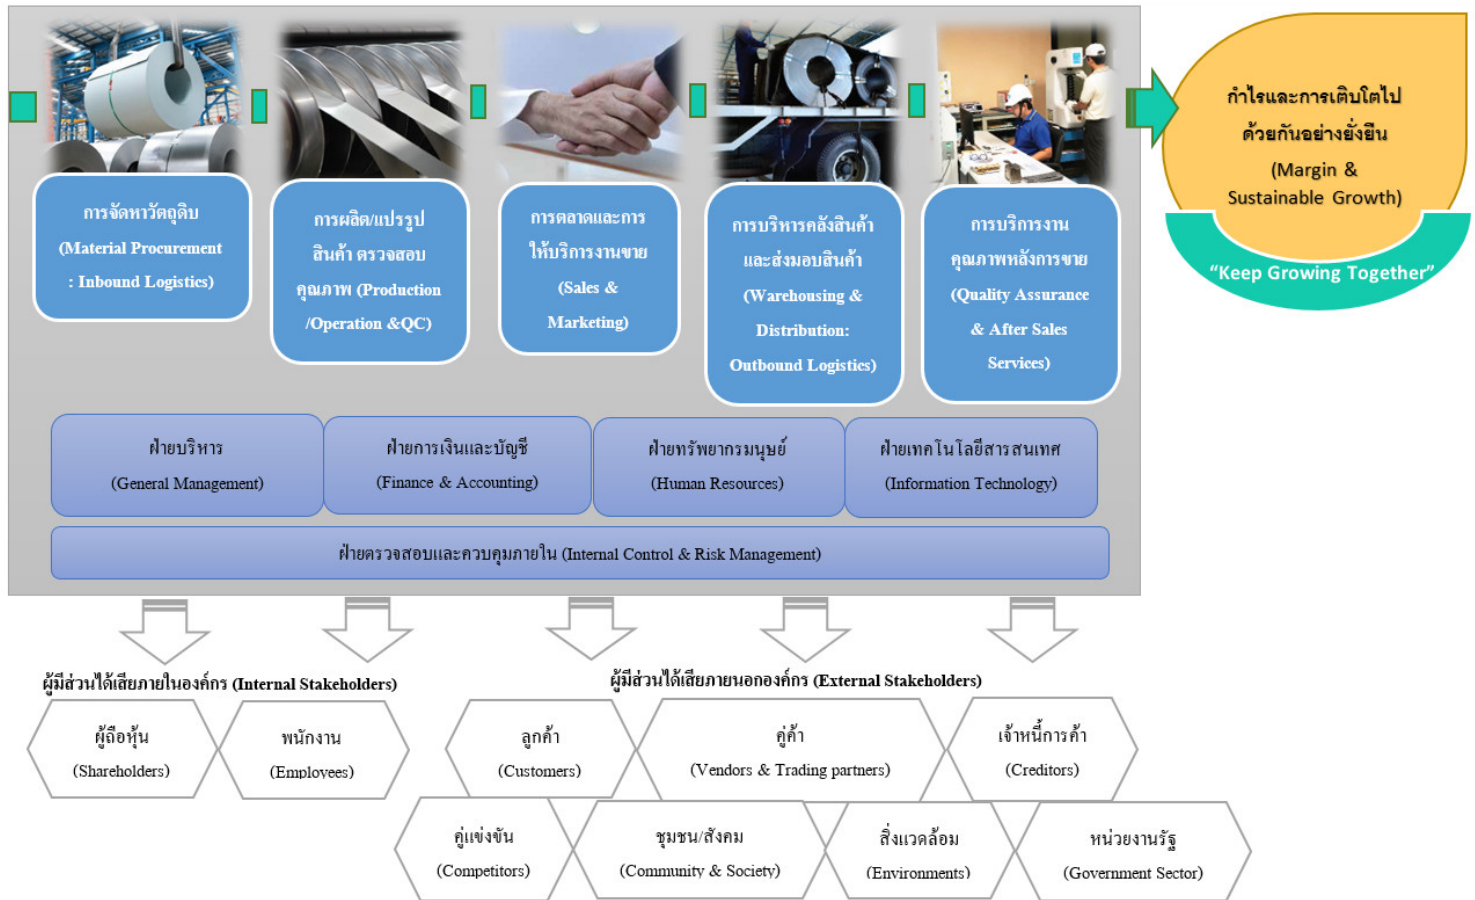 การจัดหาวัตถุดิบ
(Material Procurement
: Inbound Logistics)
การผลิต/แปรรูป
สินค้า ตรวจสอบ
คุณภาพ (Production
/Operation &QC)
การตลาดและการ
ให้บริการงานขาย
(Sales &
Marketing)
การบริหารคลังสินค้า
และส่งมอบสินค้า
(Warehousing &
Distribution:
Outbound Logistics)
การบริการงาน
คุณภาพหลังการขาย
(Quality Assurance
& After Sales
Services)
กำไรและการเติบโตไป
ด้วยกันอย่างยั่งยืน
(Margin &
Sustainable Growth)
“Keep Growing Together”
ฝ่ายบริหาร
(General Management)
ฝ่ายการเงินและบัญชี
(Finance & Accounting)
ฝ่ายทรัพยากรมนุษย์
(Human Resources)
ฝ่ายเทคโนโลยีสารสนเทศ
(Information Technology)
ฝ่ายตรวจสอบและควบคุมภายใน (Internal Control & Risk Management)
ผู้มีส่วนได้เสียภายในองค์กร (Internal Stakeholders)
ผู้ถือหุ้น
(Shareholders)
พนักงาน
(Employees)
ผู้มีส่วนได้เสียภายนอกองค์กร (External Stakeholders)
ลูกค้า
(Customers)
คู่ค้า
(Vendors & Trading partners)
เจ้าหนี้การค้า
(Creditors)
คู่แข่งขัน
(Competitors)
ชุมชน/สังคม
(Community & Society)
สิ่งแวดล้อม
(Environments)
หน่วยงานรัฐ
(Government Sector)